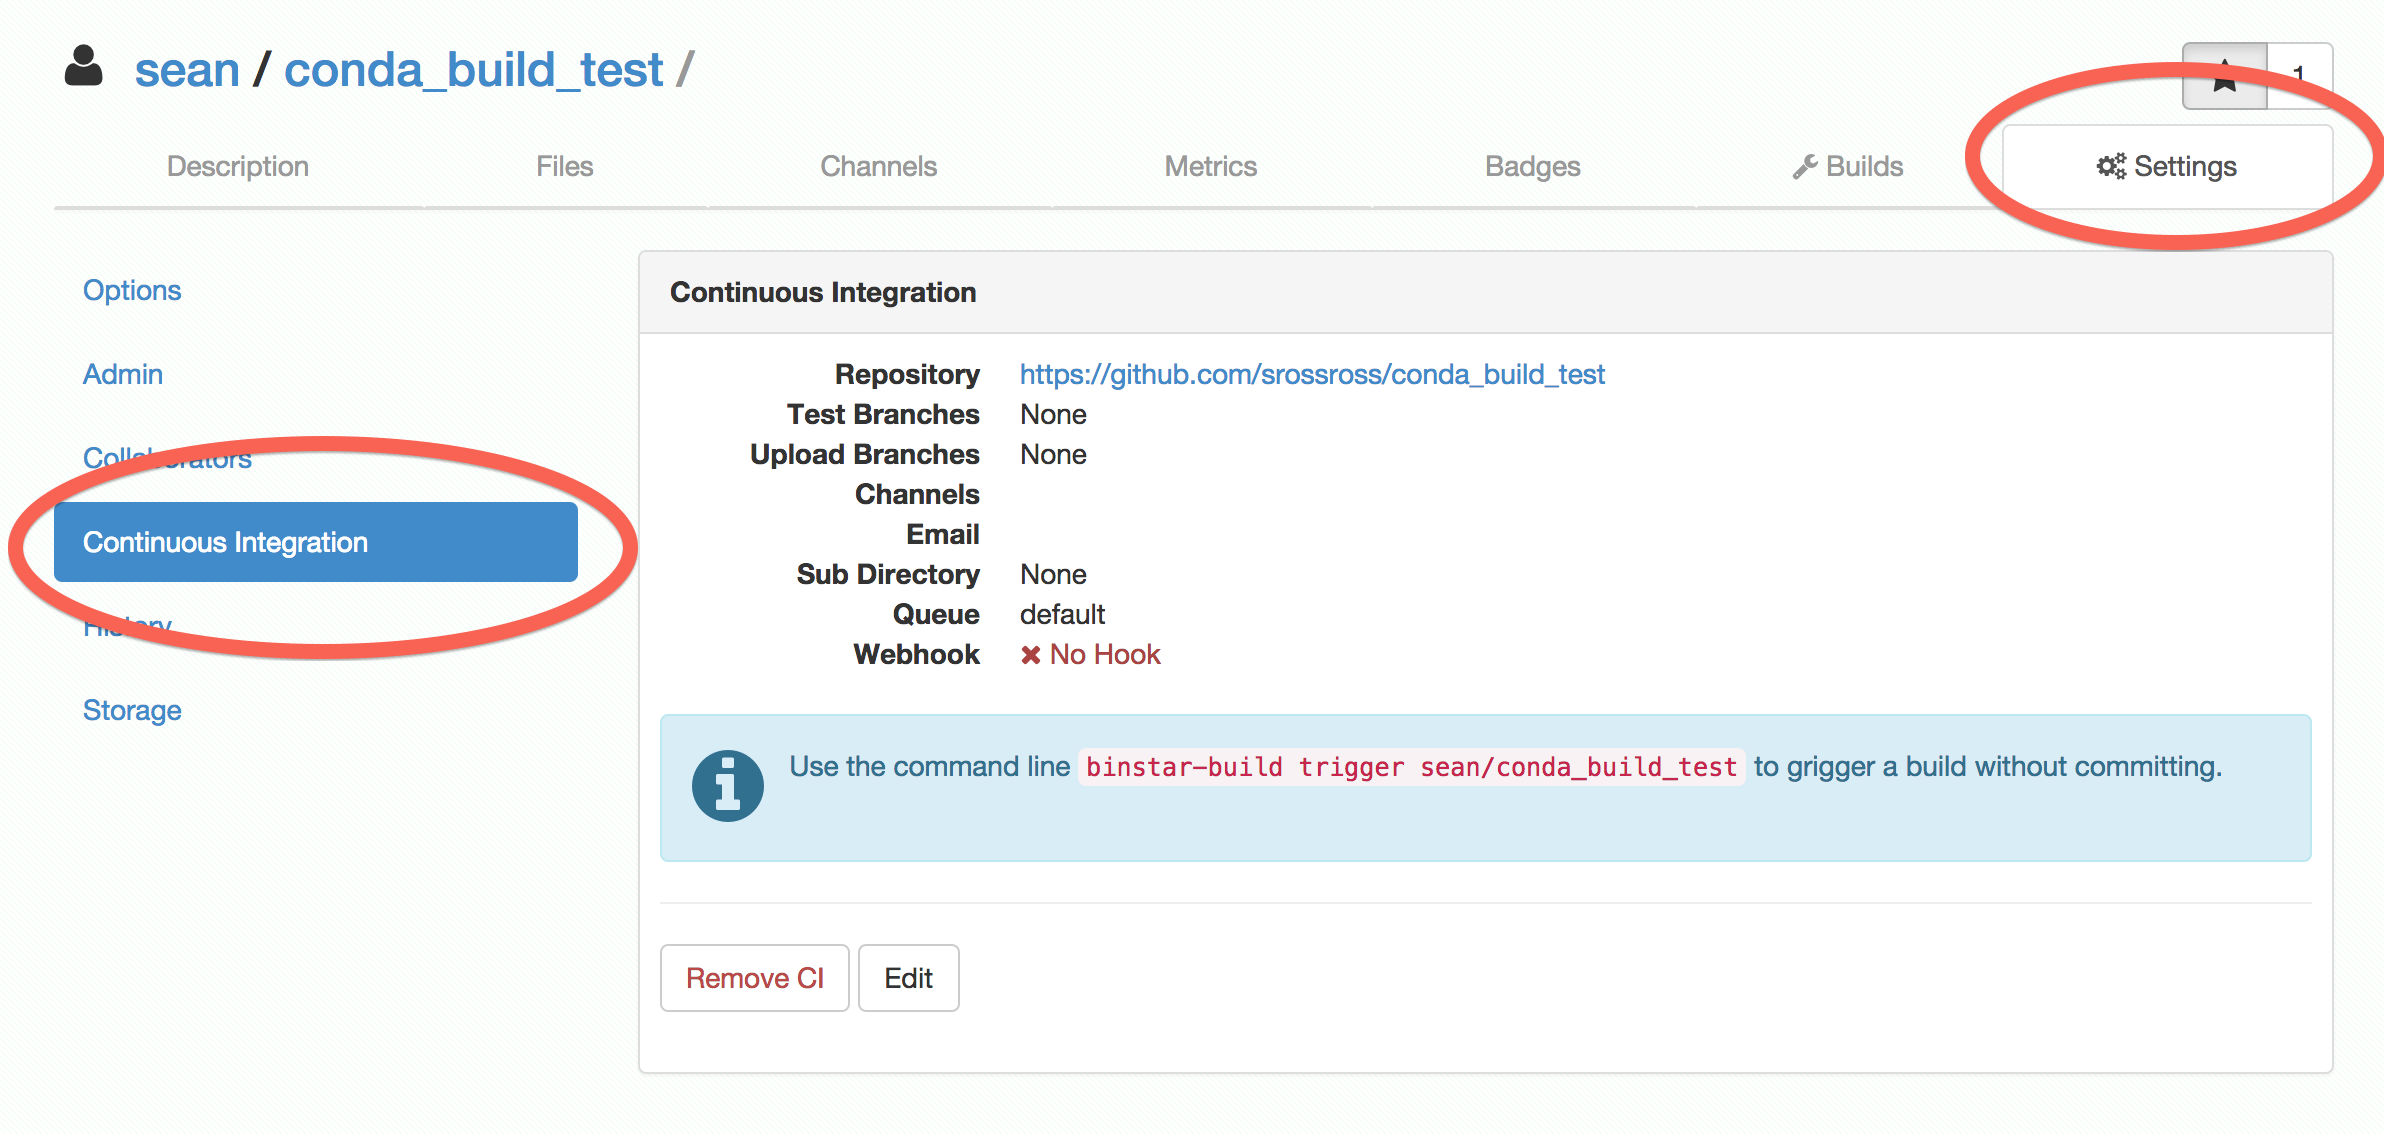 sean / conda_build_test /
1
Description Files Channels Metrics Badges Builds Settings
Options
Admin
Collaborators
Continuous Integration
History
Storage
Continuous Integration
Repository https://github.com/srossross/conda_build_test
Test Branches None
Upload Branches None
Channels
Email
Sub Directory None
Queue default
Webhook No Hook
Use the command line binstar-build trigger sean/conda_build_test to grigger a build without committing.
Remove CI Edit